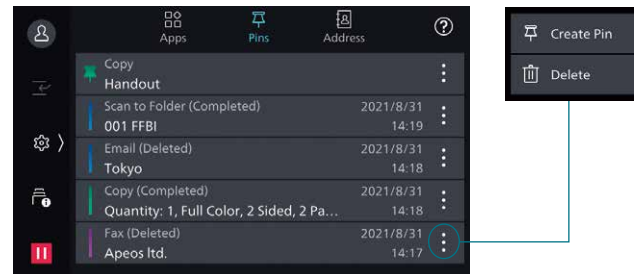 Apps
Pins
Address
?
Copy
Handout
Scan to Folder (Completed) 2021/8/31
001 FFBI 14:19
Email (Deleted) 2021/8/31
Tokyo 14:18
Copy (Completed) 2021/8/31
Quantity: 1, Full Color, 2 Sided, 2 Pa... 14:18
Fax (Deleted) 2021/8/31
Apeos ltd. 14:17
Create Pin
Delete